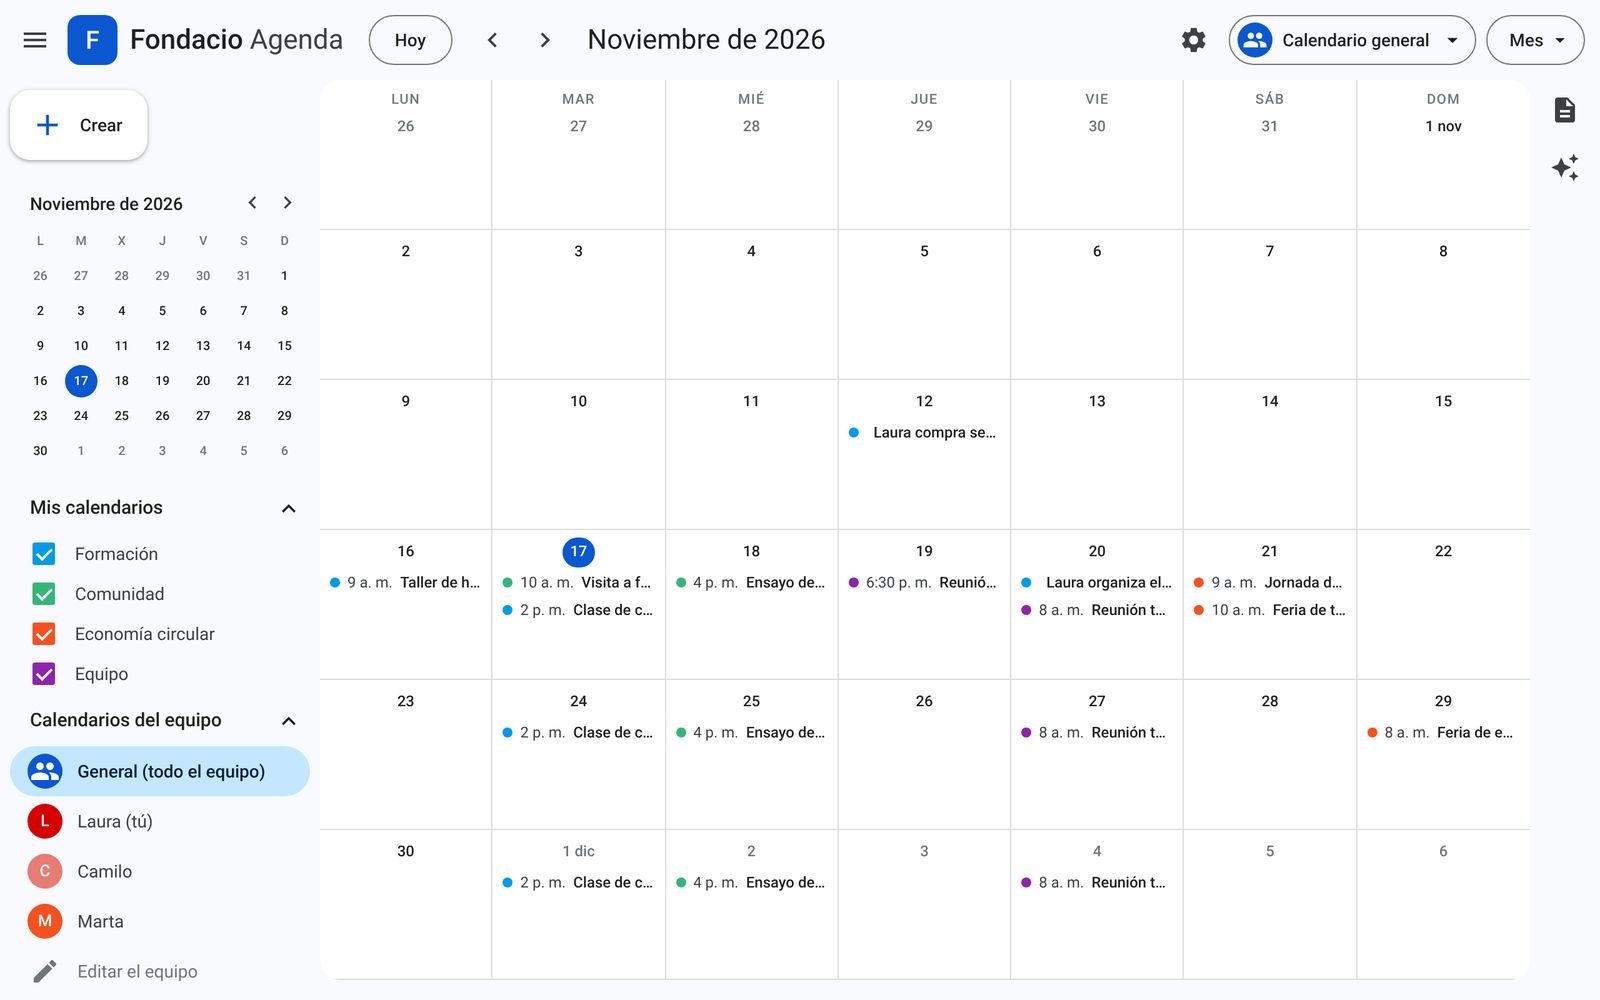 F Fondacio Agenda Hoy Noviembre de 2026 Calendario general Mes
Crear
Noviembre de 2026
L M X J V S D
26 27 28 29 30 31 1
2 3 4 5 6 7 8
9 10 11 12 13 14 15
16 17 18 19 20 21 22
23 24 25 26 27 28 29
30 1 2 3 4 5 6
Mis calendarios
Formación
Comunidad
Economía circular
Equipo
Calendarios del equipo
General (todo el equipo)
L Laura (tú)
C Camilo
M Marta
Editar el equipo
LUN MAR MIÉ JUE VIE SÁB DOM
26 27 28 29 30 31 1 nov
2 3 4 5 6 7 8
9 10 11 12 13 14 15
Laura compra se...
16 17 18 19 20 21 22
9 a. m. Taller de h... 10 a. m. Visita a f... 4 p. m. Ensayo de... 6:30 p. m. Reunió... Laura organiza el... 9 a. m. Jornada d...
2 p. m. Clase de c... 8 a. m. Reunión t... 10 a. m. Feria de t...
23 24 25 26 27 28 29
2 p. m. Clase de c... 4 p. m. Ensayo de... 8 a. m. Reunión t... 8 a. m. Feria de e...
30 1 dic 2 3 4 5 6
2 p. m. Clase de c... 4 p. m. Ensayo de... 8 a. m. Reunión t...